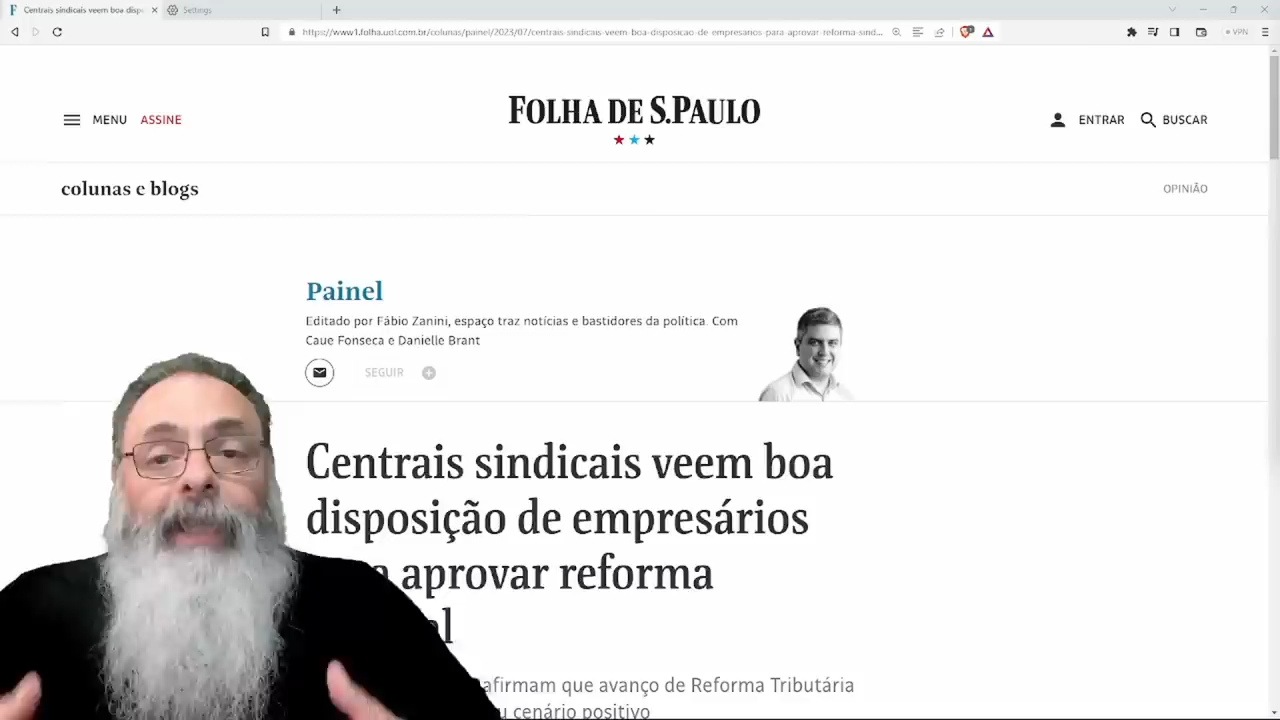 Centrais sindicais veem boa dispo
Settings
https://www1.folha.uol.com.br/colunas/painel/2023/07/centrais-sindicais-veem-boa-disposicao-de-empresarios-para-aprovar-reforma-sind...
VPN
MENU ASSINE
FOLHA DE S.PAULO
ENTRAR
BUSCAR
colunas e blogs
OPINIÃO
Painel
Editado por Fábio Zanini, espaço traz notícias e bastidores da política. Com
Caue Fonseca e Danielle Brant
SEGUIR
Centrais sindicais veem boa
disposição de empresários
aprovar reforma
afirmam que avanço de Reforma Tributária
cenário positivo